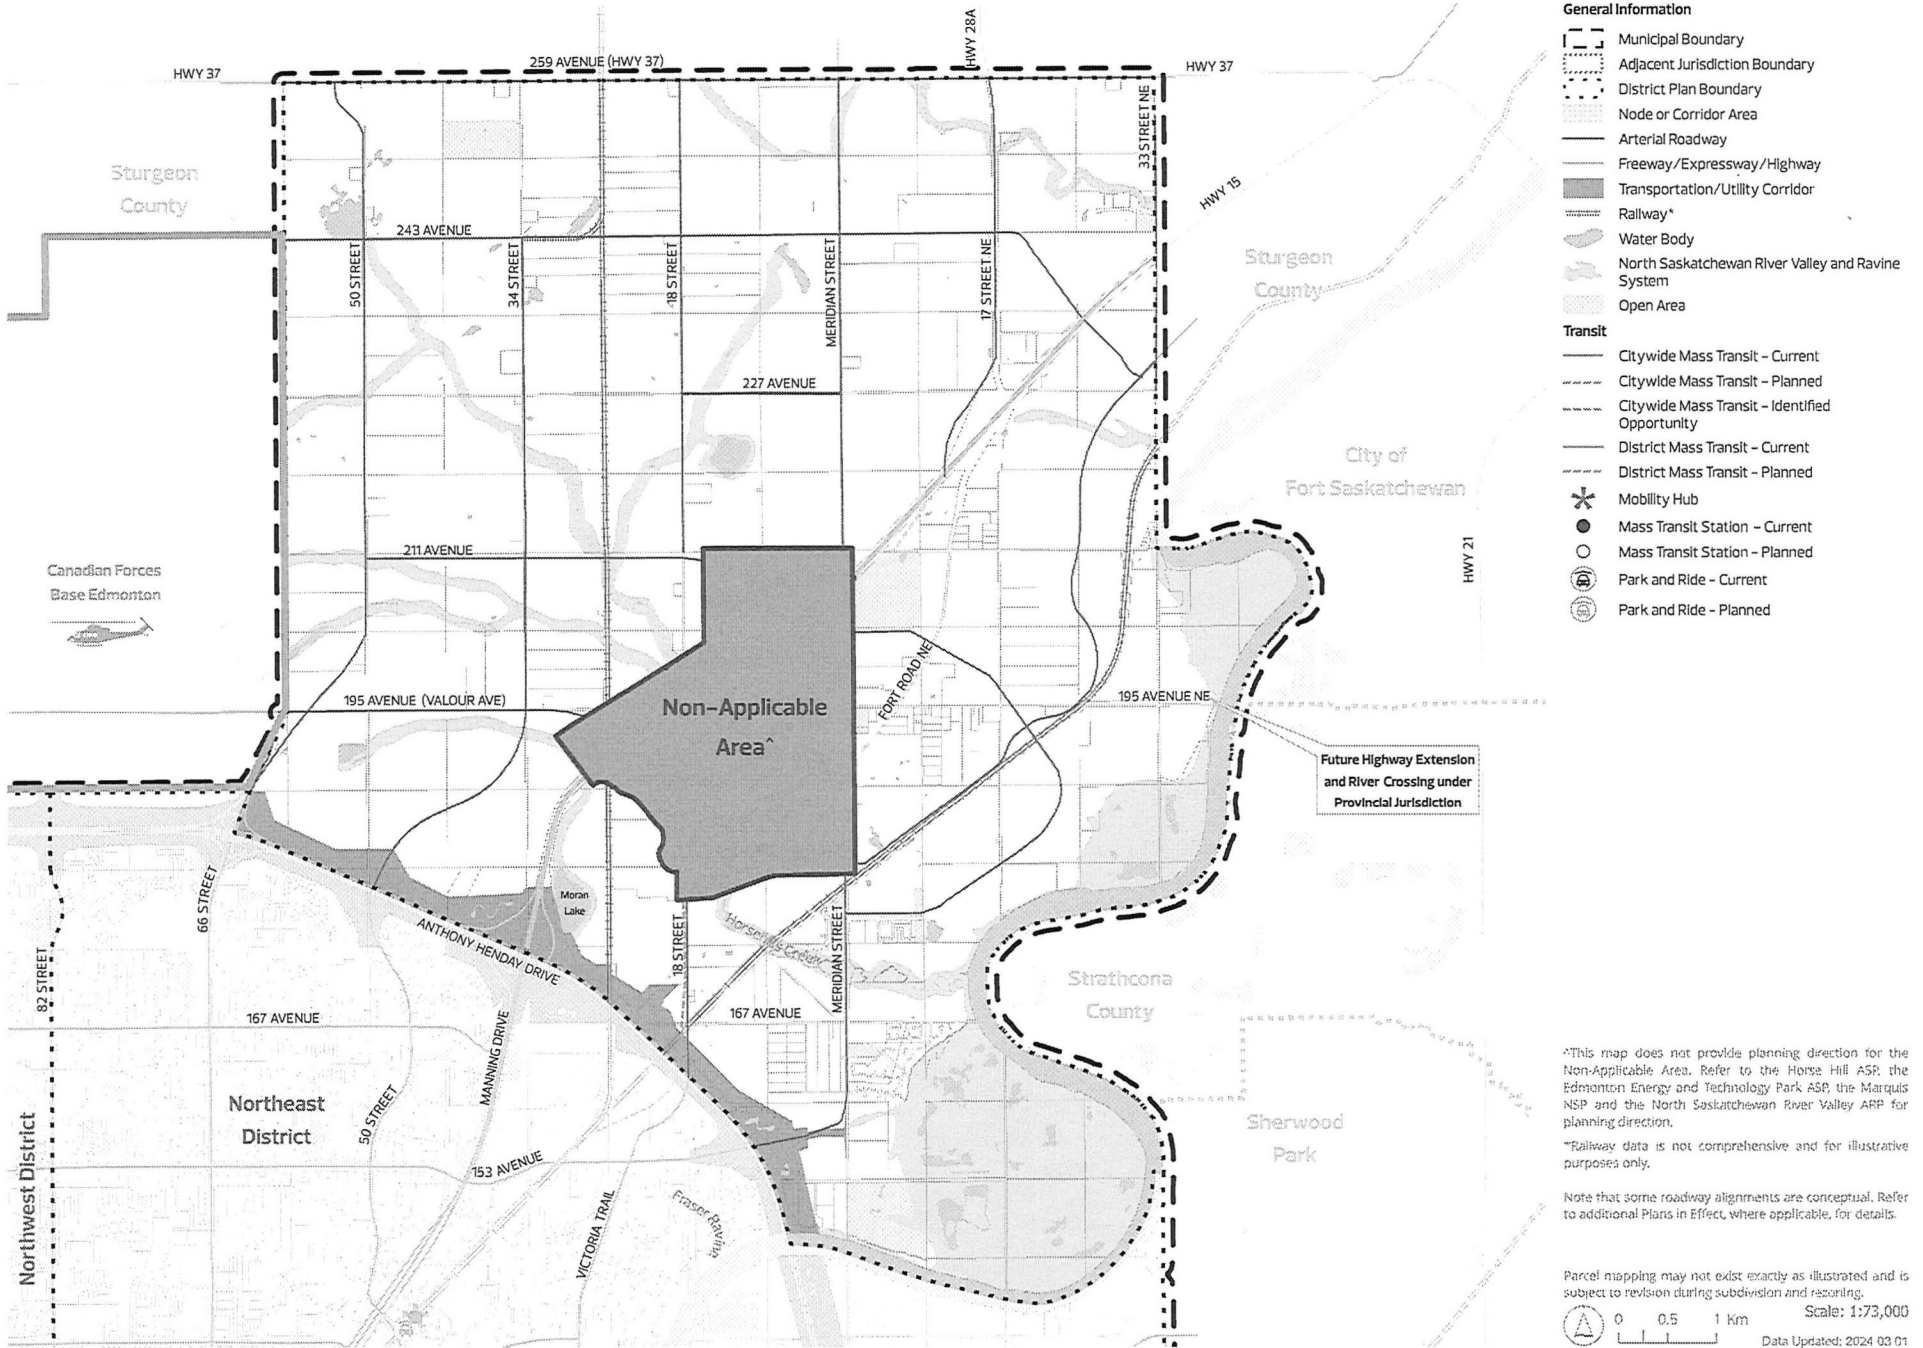 HWY 37
259 AVENUE (HWY 37)
HWY 28A
HWY 37
33 STREET NE
HWY 15
Sturgeon
County
243 AVENUE
50 STREET
34 STREET
18 STREET
MERIDIAN STREET
17 STREET NE
Sturgeon
County
227 AVENUE
City of
Fort Saskatchewan
HWY 21
211 AVENUE
Canadian Forces
Base Edmonton
195 AVENUE (VALOUR AVE)
Non-Applicable
Area^
FORT ROAD NE
195 AVENUE NE
Future Highway Extension
and River Crossing under
Provincial Jurisdiction
66 STREET
Moran
Lake
ANTHONY HENDAY DRIVE
18 STREET
Horsehills Creek
MERIDIAN STREET
82 STREET
Strathcona
County
167 AVENUE
167 AVENUE
MANNING DRIVE
50 STREET
Northeast
District
Sherwood
Park
Northwest District
153 AVENUE
VICTORIA TRAIL
Fraser Ravine
General Information
Municipal Boundary
Adjacent Jurisdiction Boundary
District Plan Boundary
Node or Corridor Area
Arterial Roadway
Freeway/Expressway/Highway
Transportation/Utility Corridor
Railway*
Water Body
North Saskatchewan River Valley and Ravine
System
Open Area
Transit
Citywide Mass Transit - Current
Citywide Mass Transit - Planned
Citywide Mass Transit - Identified
Opportunity
District Mass Transit - Current
District Mass Transit - Planned
Mobility Hub
Mass Transit Station - Current
Mass Transit Station - Planned
Park and Ride - Current
Park and Ride - Planned
^This map does not provide planning direction for the
Non-Applicable Area. Refer to the Horse Hill ASP, the
Edmonton Energy and Technology Park ASP, the Marquis
NSP and the North Saskatchewan River Valley ARP for
planning direction.
*Railway data is not comprehensive and for illustrative
purposes only.
Note that some roadway alignments are conceptual. Refer
to additional Plans in Effect, where applicable, for details.
Parcel mapping may not exist exactly as illustrated and is
subject to revision during subdivision and rezoning.
Scale: 1:73,000
0 0.5 1 Km
Data Updated: 2024 03 01